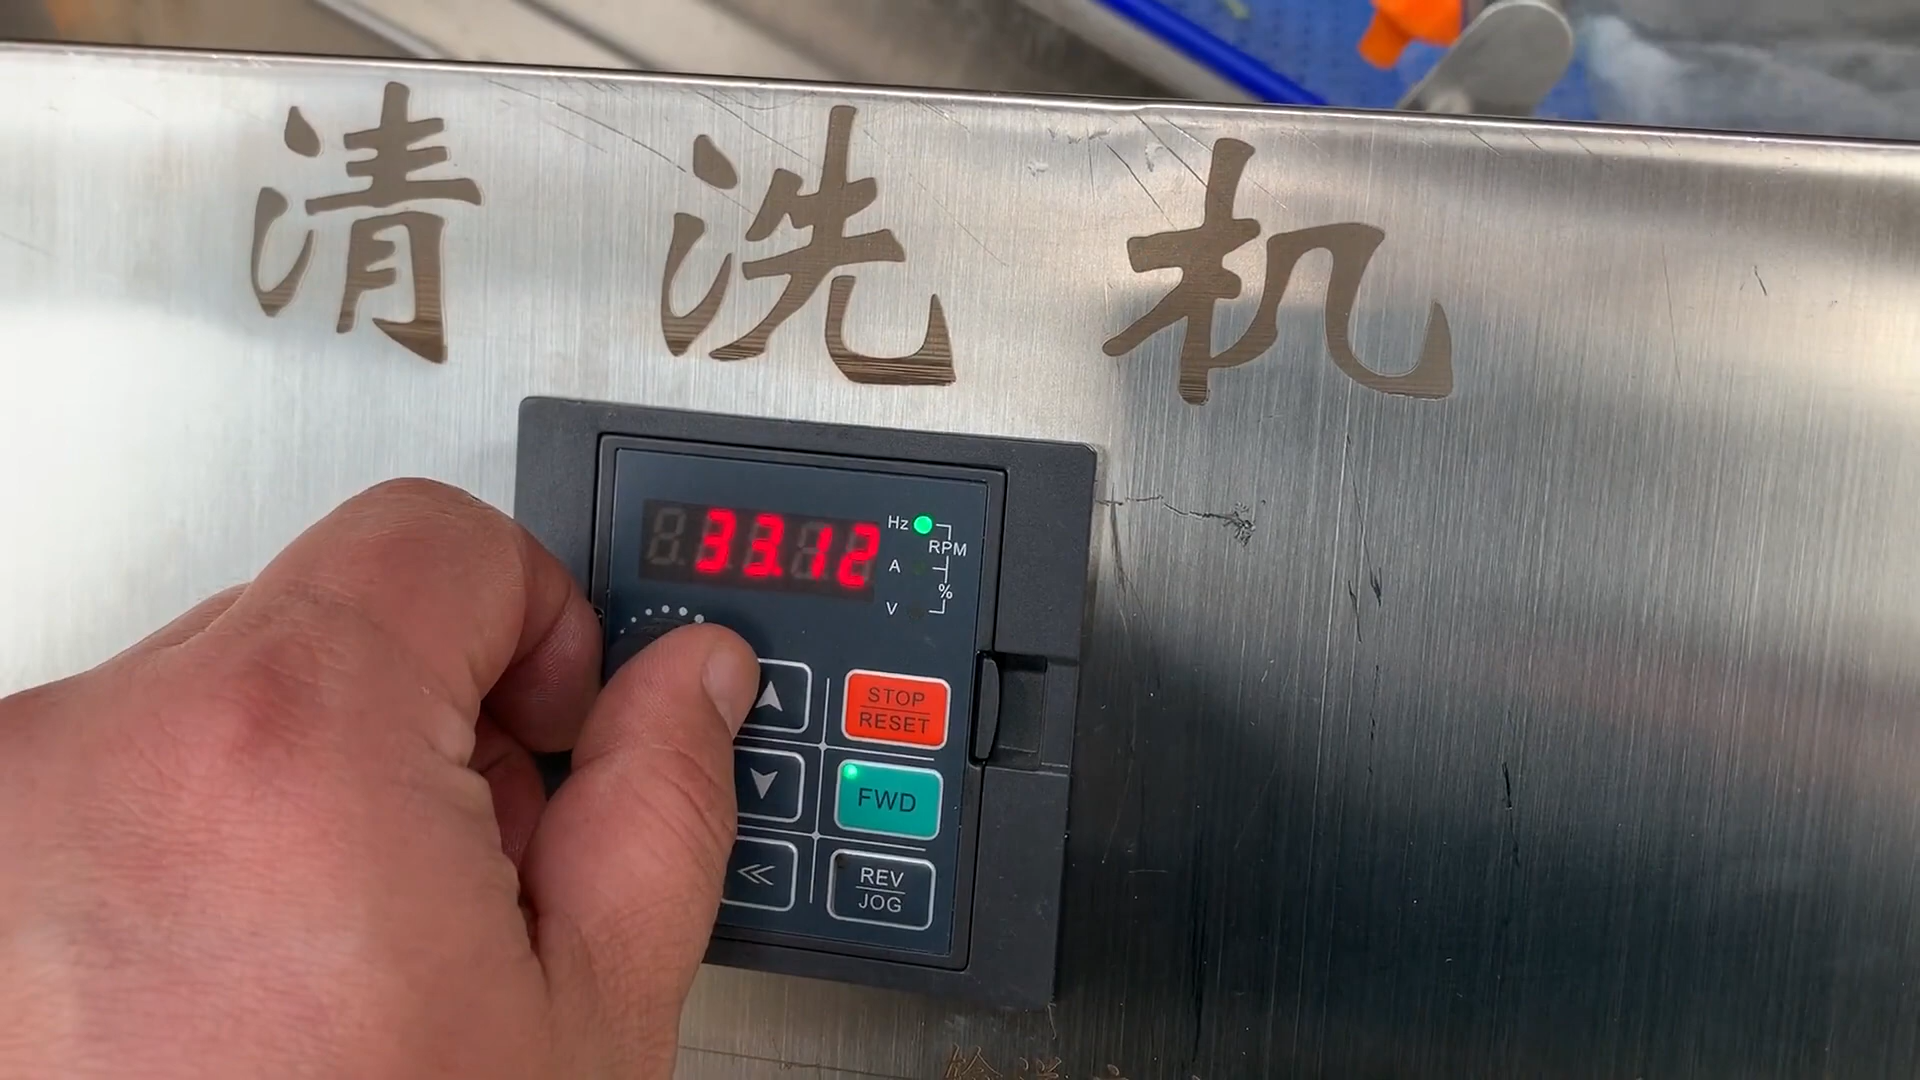 清洗机
33.12
Hz
RPM
A
%
V
STOP
RESET
FWD
REV
JOG